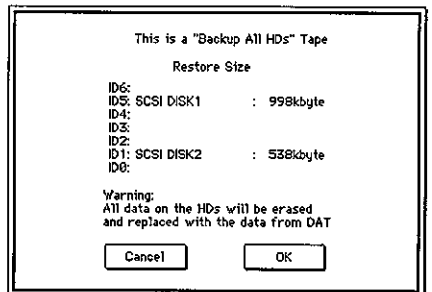 This is a "Backup All HDs" Tape
Restore Size
ID6:
ID5: SCSI DISK1 : 998kbyte
ID4:
ID3:
ID2:
ID1: SCSI DISK2 : 538kbyte
ID0:
Warning:
All data on the HDs will be erased
and replaced with the data from DAT
Cancel OK